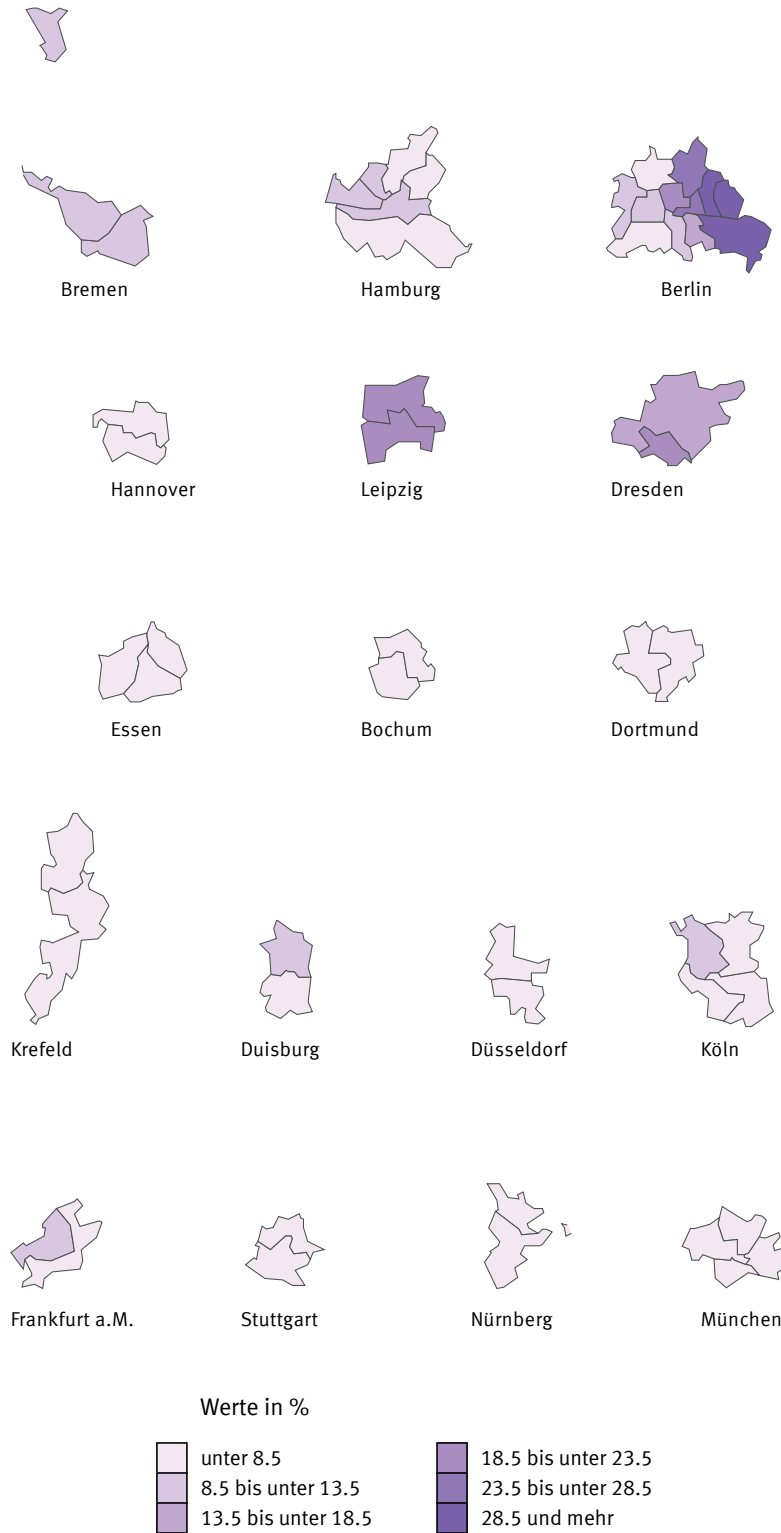 Bremen
Hamburg
Berlin
Hannover
Leipzig
Dresden
Essen
Bochum
Dortmund
Krefeld
Duisburg
Düsseldorf
Köln
Frankfurt a.M.
Stuttgart
Nürnberg
München
Werte in %
unter 8.5
8.5 bis unter 13.5
13.5 bis unter 18.5
18.5 bis unter 23.5
23.5 bis unter 28.5
28.5 und mehr